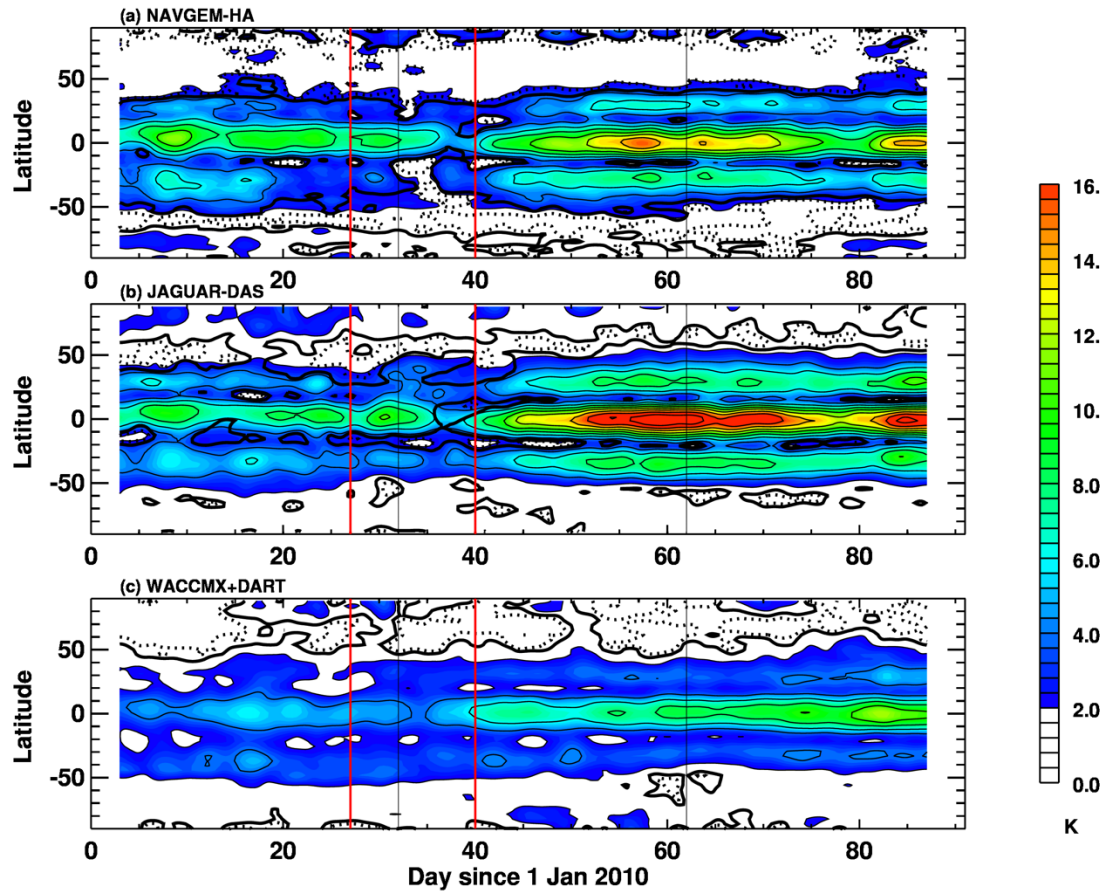 (a) NAVGEM-HA
Latitude
50
0
-50
0 20 40 60 80
(b) JAGUAR-DAS
Latitude
50
0
-50
0 20 40 60 80
(c) WACCMX+DART
Latitude
50
0
-50
0 20 40 60 80
Day since 1 Jan 2010
16.
14.
12.
10.
8.0
6.0
4.0
2.0
0.0
K